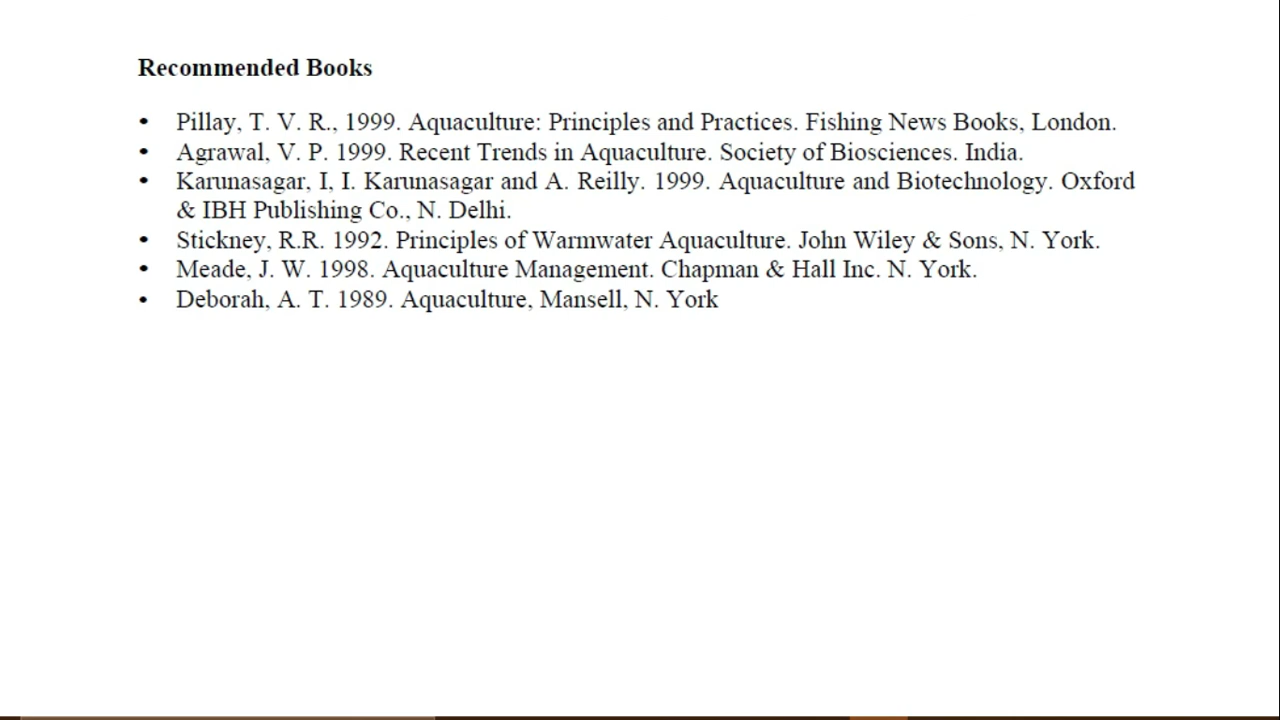 Recommended Books
• Pillay, T. V. R., 1999. Aquaculture: Principles and Practices. Fishing News Books, London.
• Agrawal, V. P. 1999. Recent Trends in Aquaculture. Society of Biosciences. India.
• Karunasagar, I, I. Karunasagar and A. Reilly. 1999. Aquaculture and Biotechnology. Oxford
& IBH Publishing Co., N. Delhi.
• Stickney, R.R. 1992. Principles of Warmwater Aquaculture. John Wiley & Sons, N. York.
• Meade, J. W. 1998. Aquaculture Management. Chapman & Hall Inc. N. York.
• Deborah, A. T. 1989. Aquaculture, Mansell, N. York